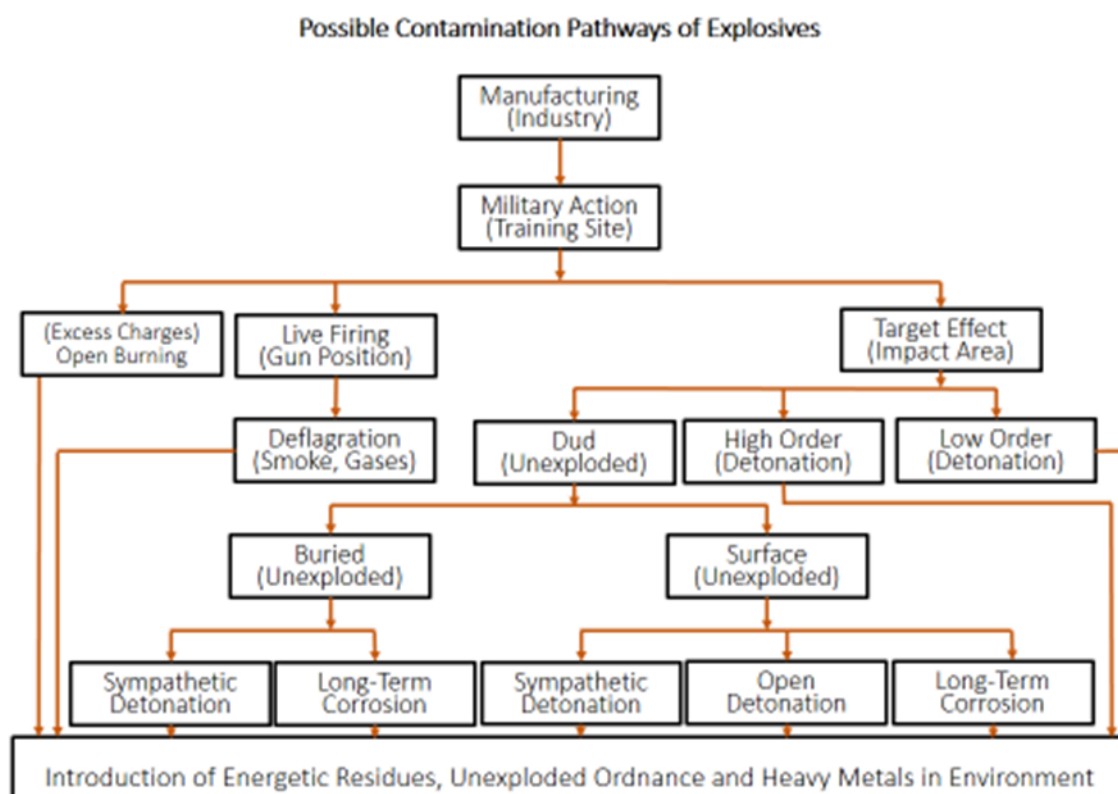 Possible Contamination Pathways of Explosives
Manufacturing
(Industry)
Military Action
(Training Site)
(Excess Charges)
Open Burning
Live Firing
(Gun Position)
Target Effect
(Impact Area)
Deflagration
(Smoke, Gases)
Dud
(Unexploded)
High Order
(Detonation)
Low Order
(Detonation)
Buried
(Unexploded)
Surface
(Unexploded)
Sympathetic
Detonation
Long-Term
Corrosion
Sympathetic
Detonation
Open
Detonation
Long-Term
Corrosion
Introduction of Energetic Residues, Unexploded Ordnance and Heavy Metals in Environment